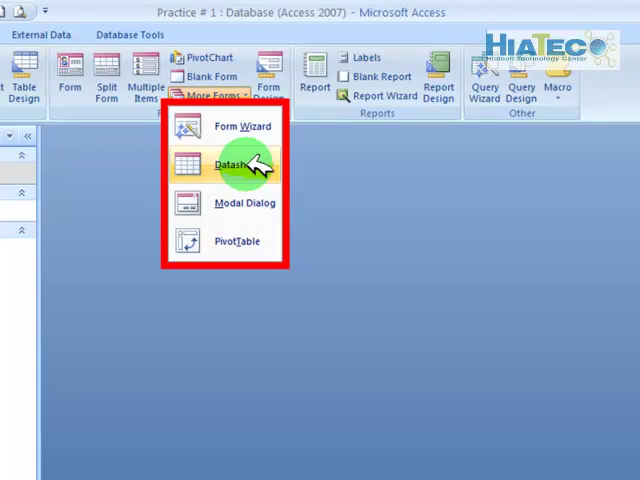 Practice # 1 : Database (Access 2007) - Microsoft Access
External Data
Database Tools
HIATECO
Hiatech Technology Center
Table Design
Form
Split Form
Multiple Items
PivotChart
Blank Form
More Forms
Form Design
Report
Labels
Blank Report
Report Wizard
Report Design
Query Wizard
Query Design
Macro
Reports
Other
Form Wizard
Modal Dialog
PivotTable